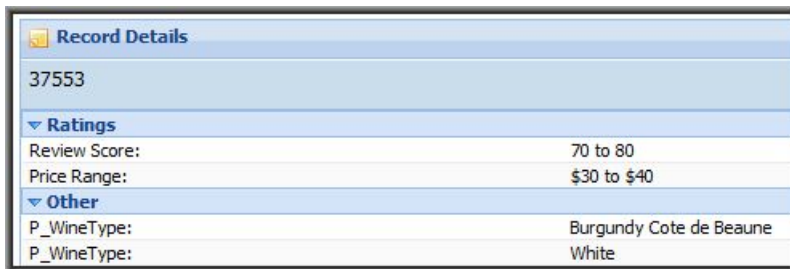 Record Details
37553
Ratings
Review Score: 70 to 80
Price Range: $30 to $40
Other
P_WineType: Burgundy Cote de Beaune
P_WineType: White